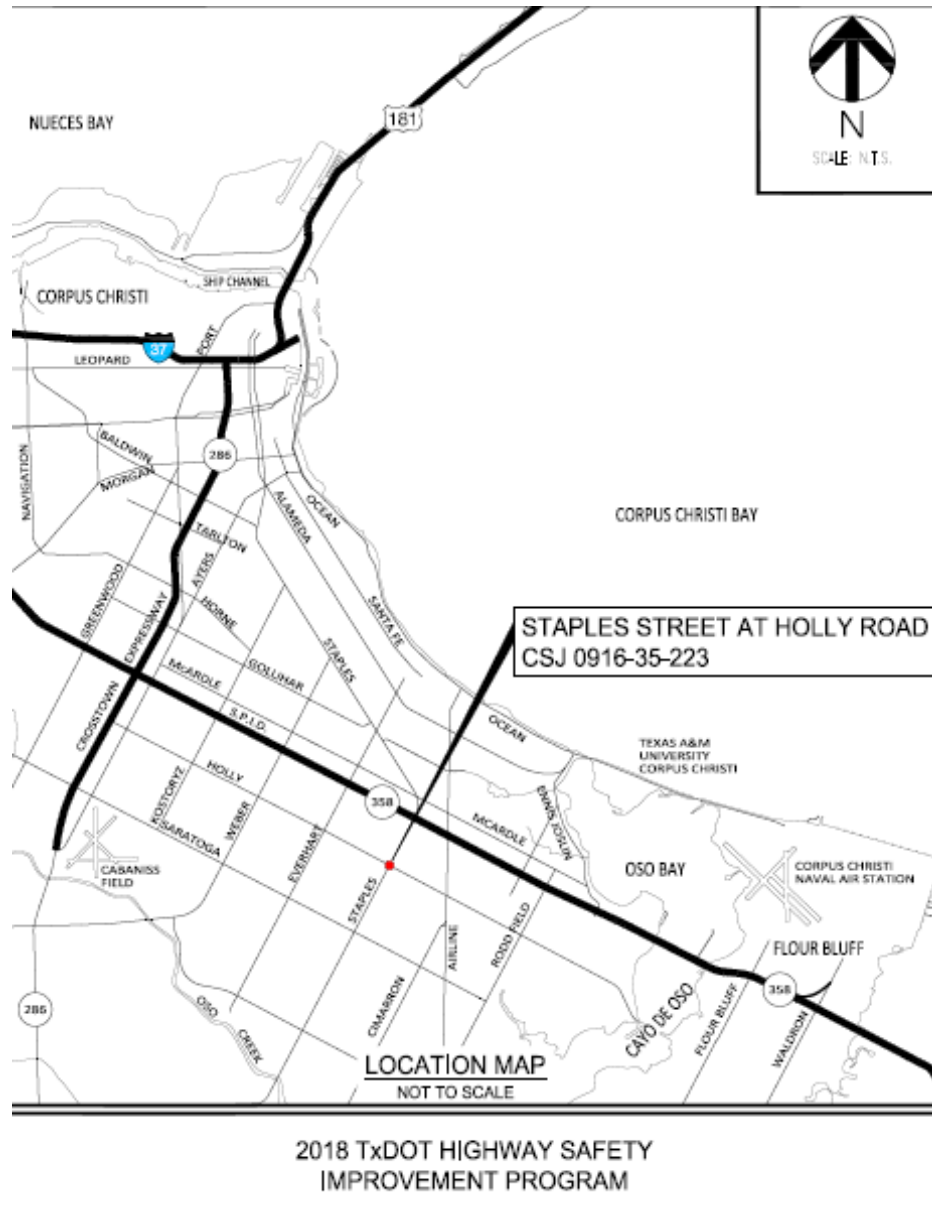 NUECES BAY
181
N
SCALE: N.T.S.
SHIP CHANNEL
CORPUS CHRISTI
PORT
37
LEOPARD
BALDWIN
286
MORGAN
NAVIGATION
ALAMEDA
OCEAN
CORPUS CHRISTI BAY
TARLTON
AYERS
GREENWOOD
HORNE
EXPRESSWAY
SANTA FE
STAPLES
STAPLES STREET AT HOLLY ROAD
CSJ 0916-35-223
McARDLE
GOLLIHAR
CROSSTOWN
S.P.I.D.
OCEAN
TEXAS A&M
UNIVERSITY
CORPUS CHRISTI
HOLLY
KOSTORYZ
WEBER
358
ENNIS JOSLIN
MCARDLE
SARATOGA
EVERHART
CABANISS
FIELD
OSO BAY
CORPUS CHRISTI
NAVAL AIR STATION
STAPLES
AIRLINE
RODD FIELD
FLOUR BLUFF
358
286
OSO
CREEK
CIMARRON
CAYO DE OSO
FLOUR BLUFF
WALDRON
LOCATION MAP
NOT TO SCALE
2018 TxDOT HIGHWAY SAFETY
IMPROVEMENT PROGRAM